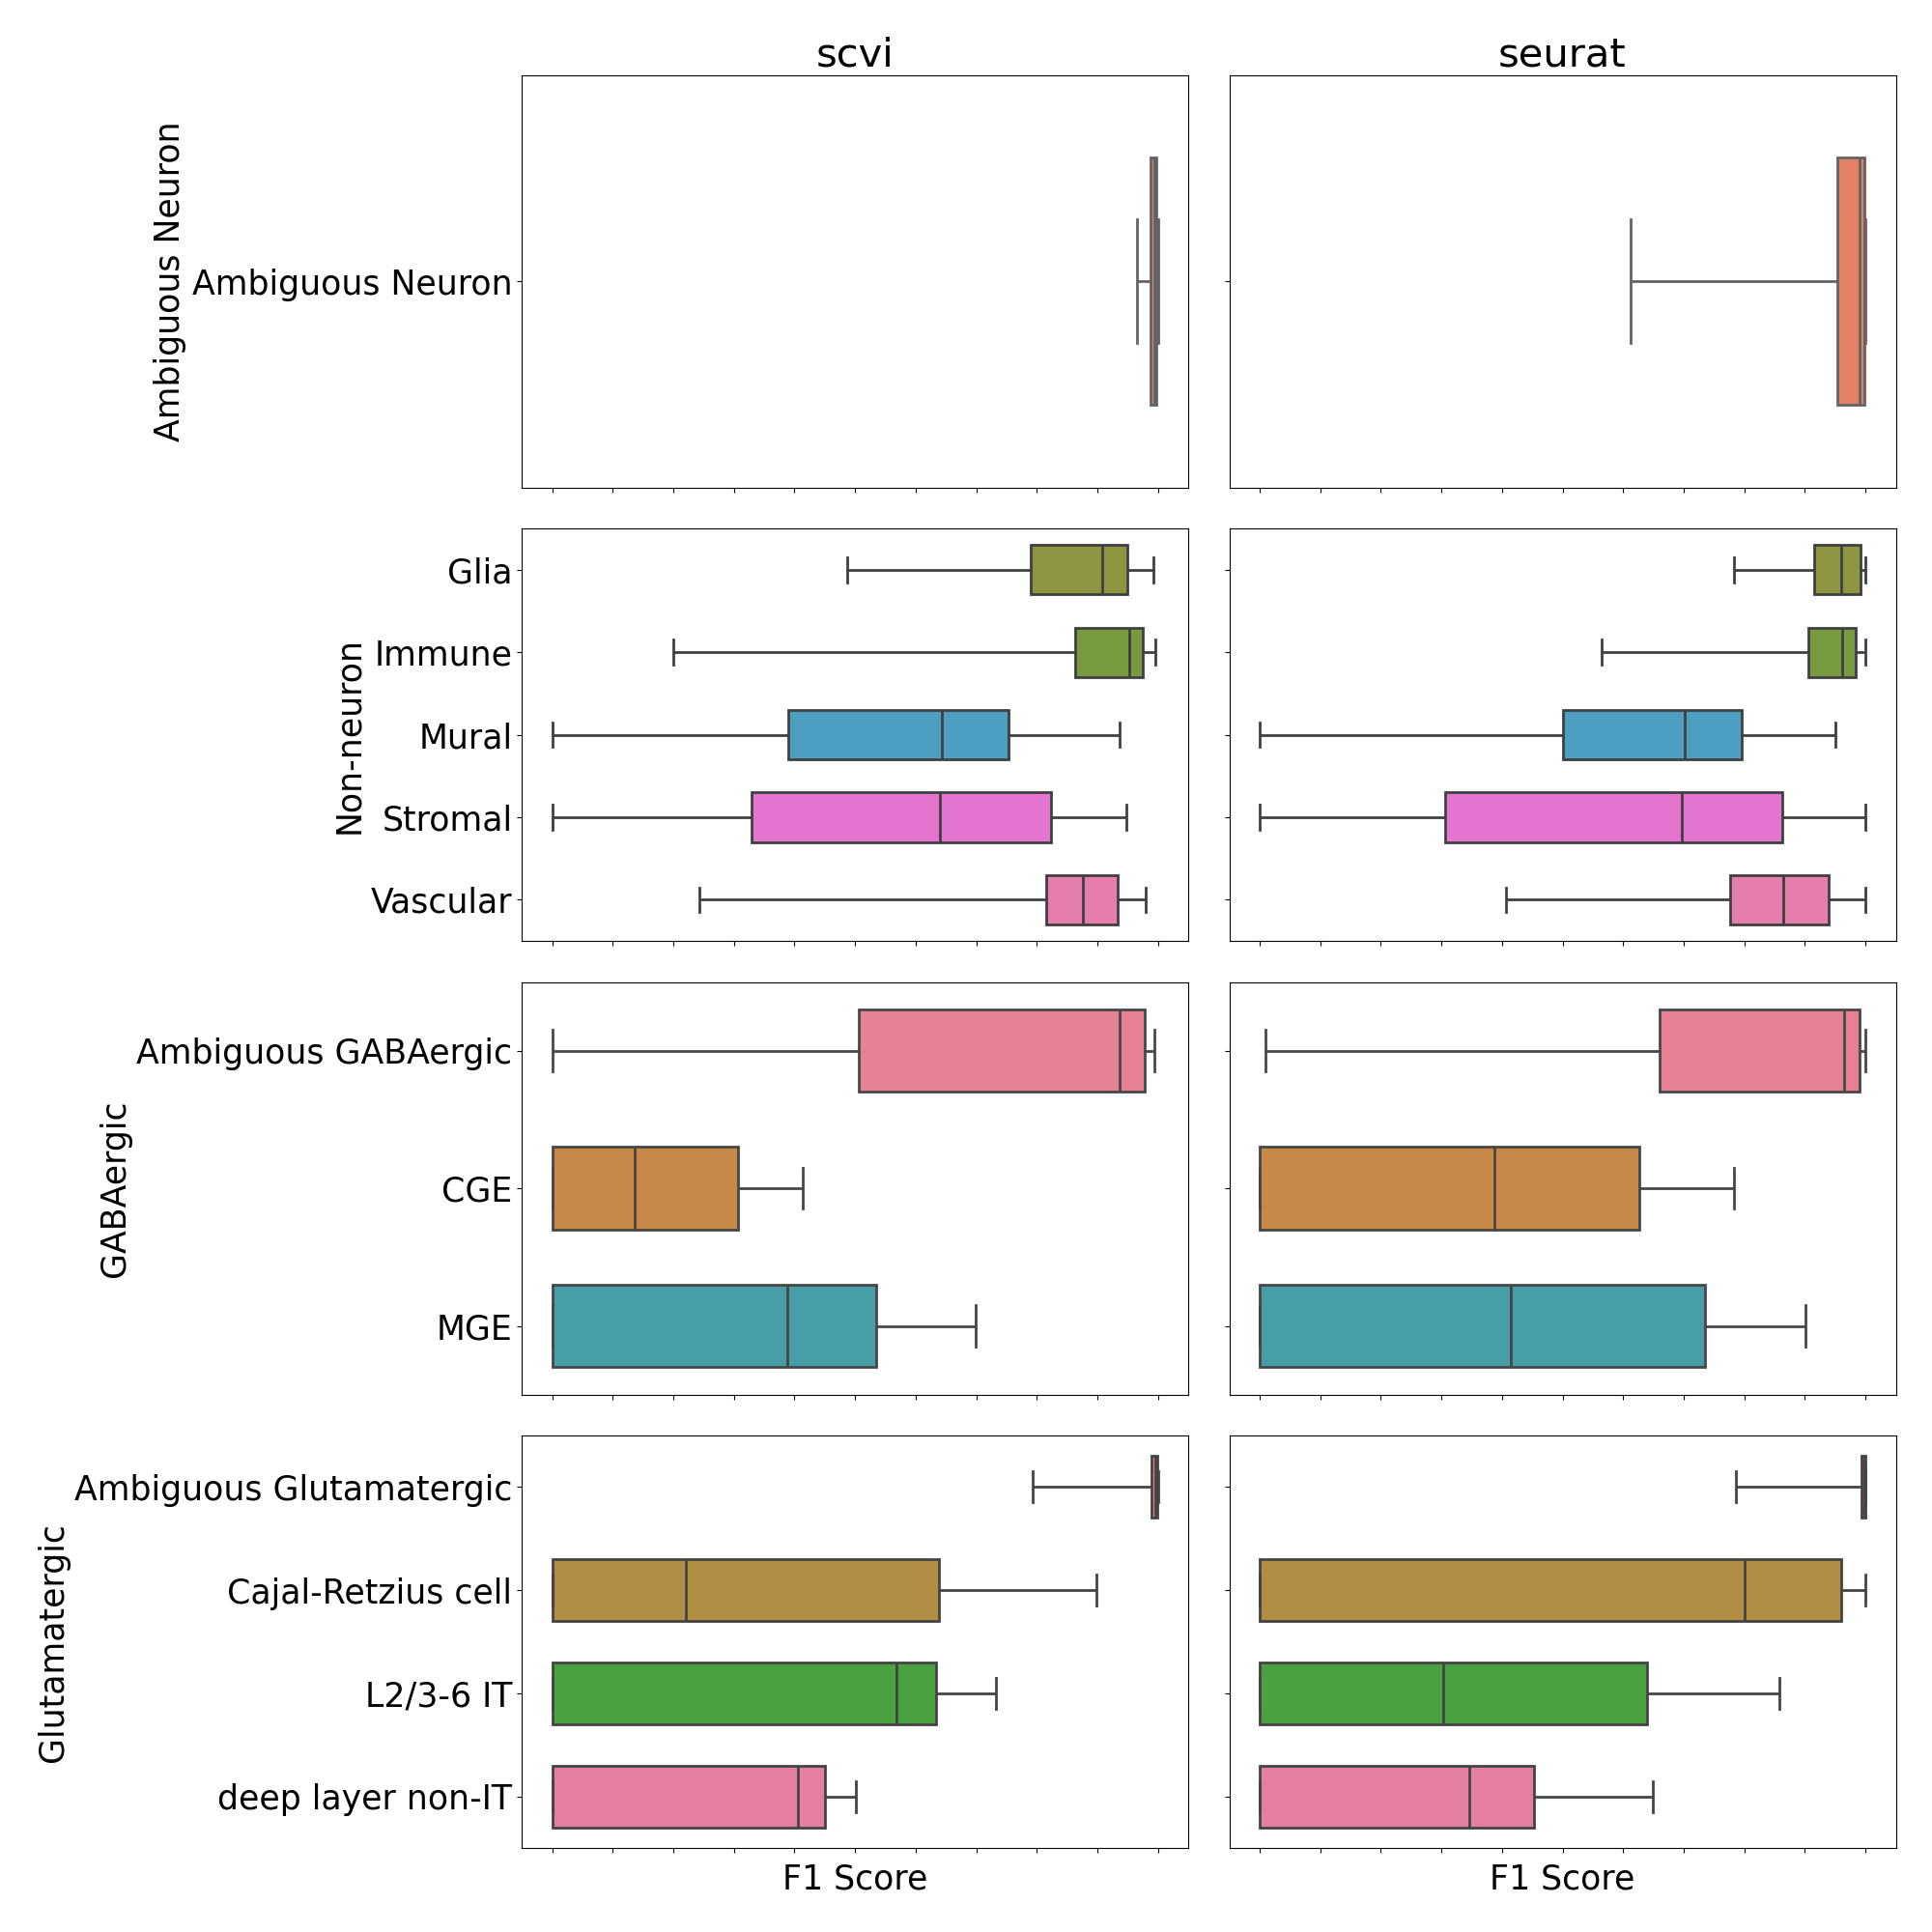 scvi
seurat
Ambiguous Neuron
Ambiguous Neuron
Non-neuron
Glia
Immune
Mural
Stromal
Vascular
GABAergic
Ambiguous GABAergic
CGE
MGE
Glutamatergic
Ambiguous Glutamatergic
Cajal-Retzius cell
L2/3-6 IT
deep layer non-IT
F1 Score
F1 Score